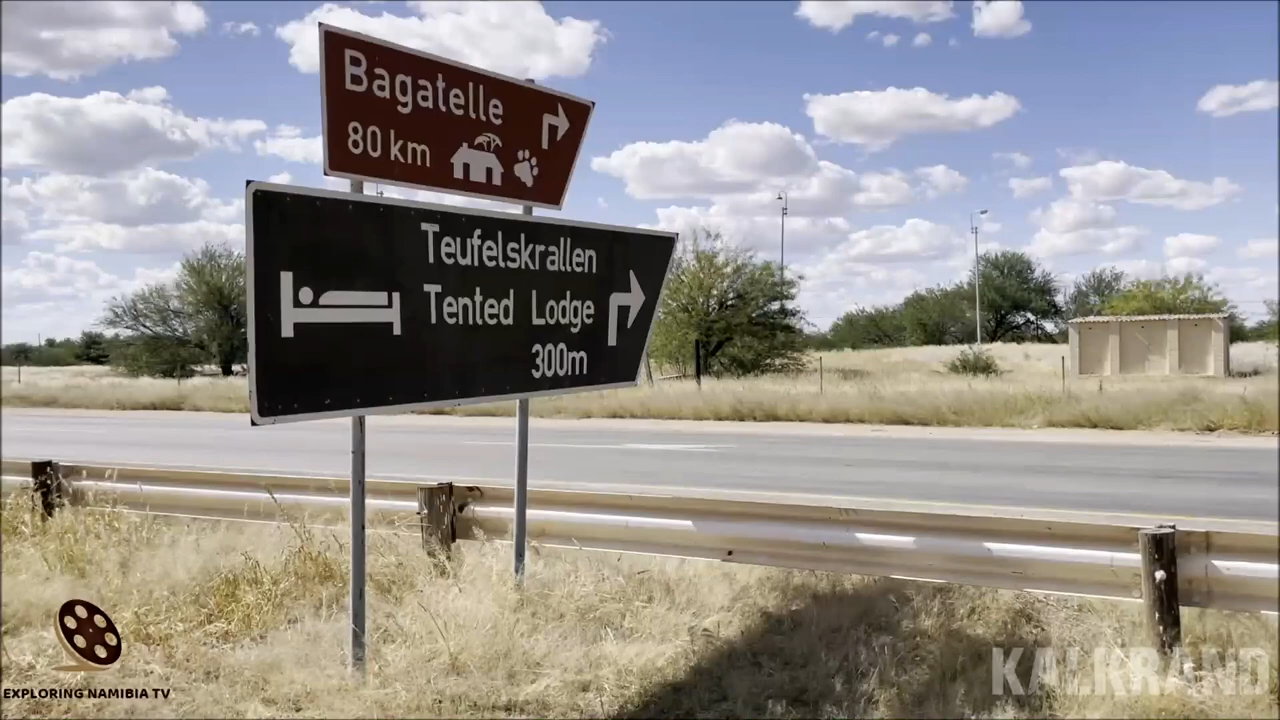 Bagatelle
80 km
Teufelskrallen
Tented Lodge
300m
EXPLORING NAMIBIA TV
KALKRAND